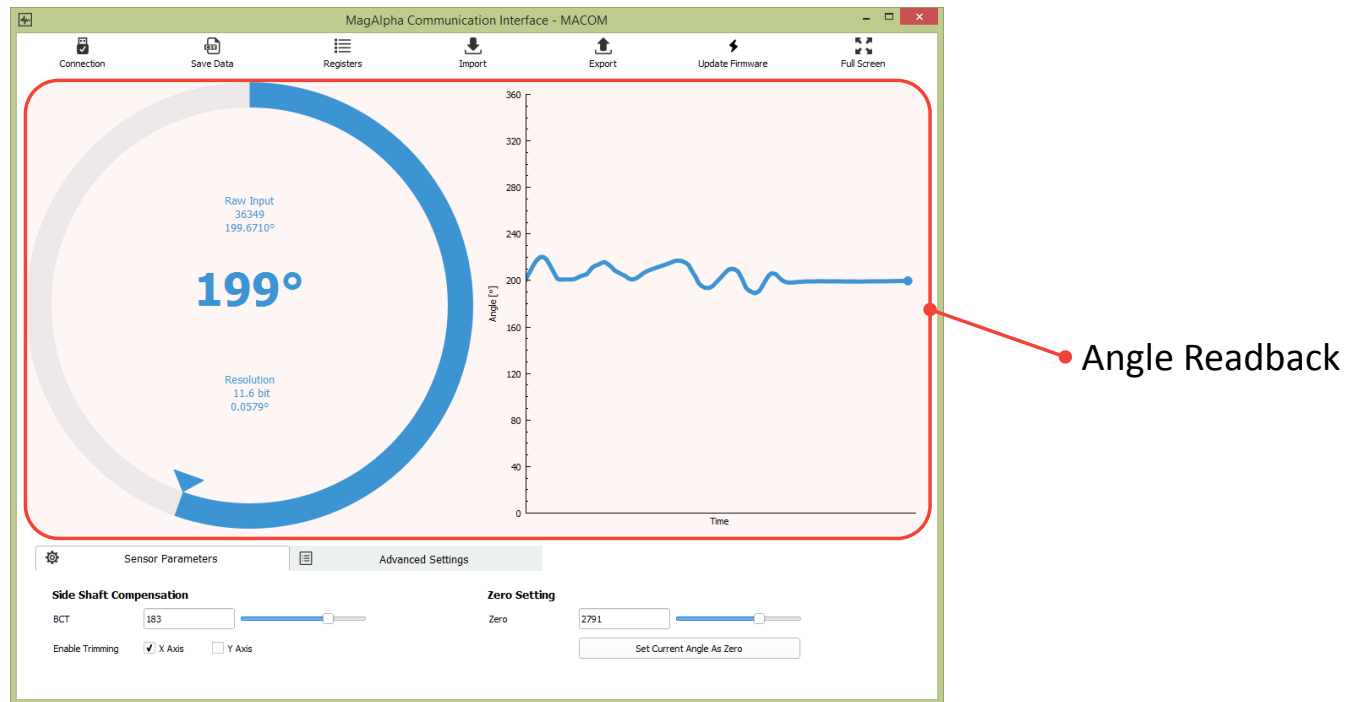 MagAlpha Communication Interface - MACOM
Connection
Save Data
Registers
Import
Export
Update Firmware
Full Screen
CSV
Raw Input
36349
199.6710°
199°
Resolution
11.6 bit
0.0579°
360
320
280
240
200
160
120
80
40
0
Angle [°]
Time
Angle Readback
Sensor Parameters
Advanced Settings
Side Shaft Compensation
BCT
183
Enable Trimming
X Axis
Y Axis
Zero Setting
Zero
2791
Set Current Angle As Zero